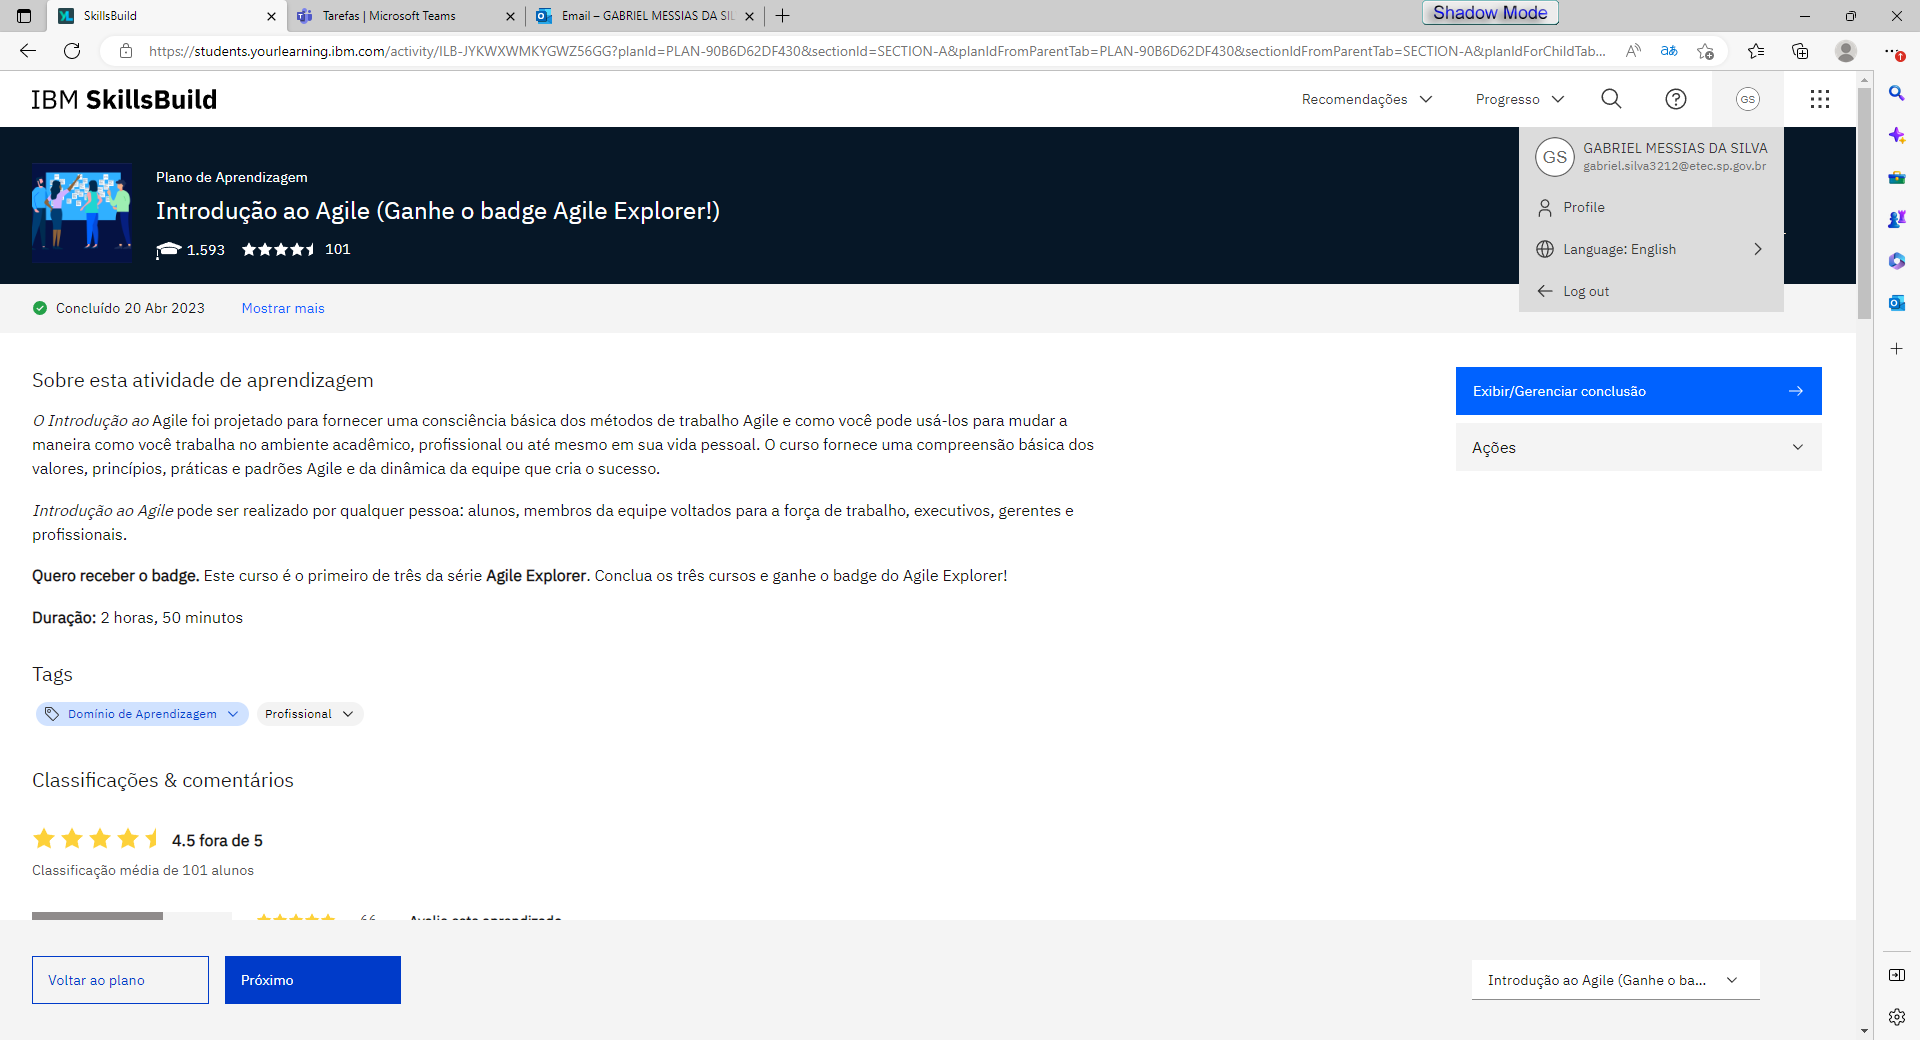 SkillsBuild
Tarefas | Microsoft Teams
Email – GABRIEL MESSIAS DA SIL
Shadow Mode
https://students.yourlearning.ibm.com/activity/ILB-JYKWXWMKYGWZ56GG?planId=PLAN-90B6D62DF430&sectionId=SECTION-A&planIdFromParentTab=PLAN-90B6D62DF430&sectionIdFromParentTab=SECTION-A&planIdForChildTab...
IBM SkillsBuild
Recomendações
Progresso
GS
GS
GABRIEL MESSIAS DA SILVA
gabriel.silva3212@etec.sp.gov.br
Profile
Language: English
Log out
Plano de Aprendizagem
Introdução ao Agile (Ganhe o badge Agile Explorer!)
1.593
101
Concluído 20 Abr 2023
Mostrar mais
Sobre esta atividade de aprendizagem
O Introdução ao Agile foi projetado para fornecer uma consciência básica dos métodos de trabalho Agile e como você pode usá-los para mudar a
maneira como você trabalha no ambiente acadêmico, profissional ou até mesmo em sua vida pessoal. O curso fornece uma compreensão básica dos
valores, princípios, práticas e padrões Agile e da dinâmica da equipe que cria o sucesso.
Introdução ao Agile pode ser realizado por qualquer pessoa: alunos, membros da equipe voltados para a força de trabalho, executivos, gerentes e
profissionais.
Quero receber o badge. Este curso é o primeiro de três da série Agile Explorer. Conclua os três cursos e ganhe o badge do Agile Explorer!
Duração: 2 horas, 50 minutos
Exibir/Gerenciar conclusão
Ações
Tags
Domínio de Aprendizagem
Profissional
Classificações & comentários
4.5 fora de 5
Classificação média de 101 alunos
66
Avalie este aprendizado
Voltar ao plano
Próximo
Introdução ao Agile (Ganhe o ba...